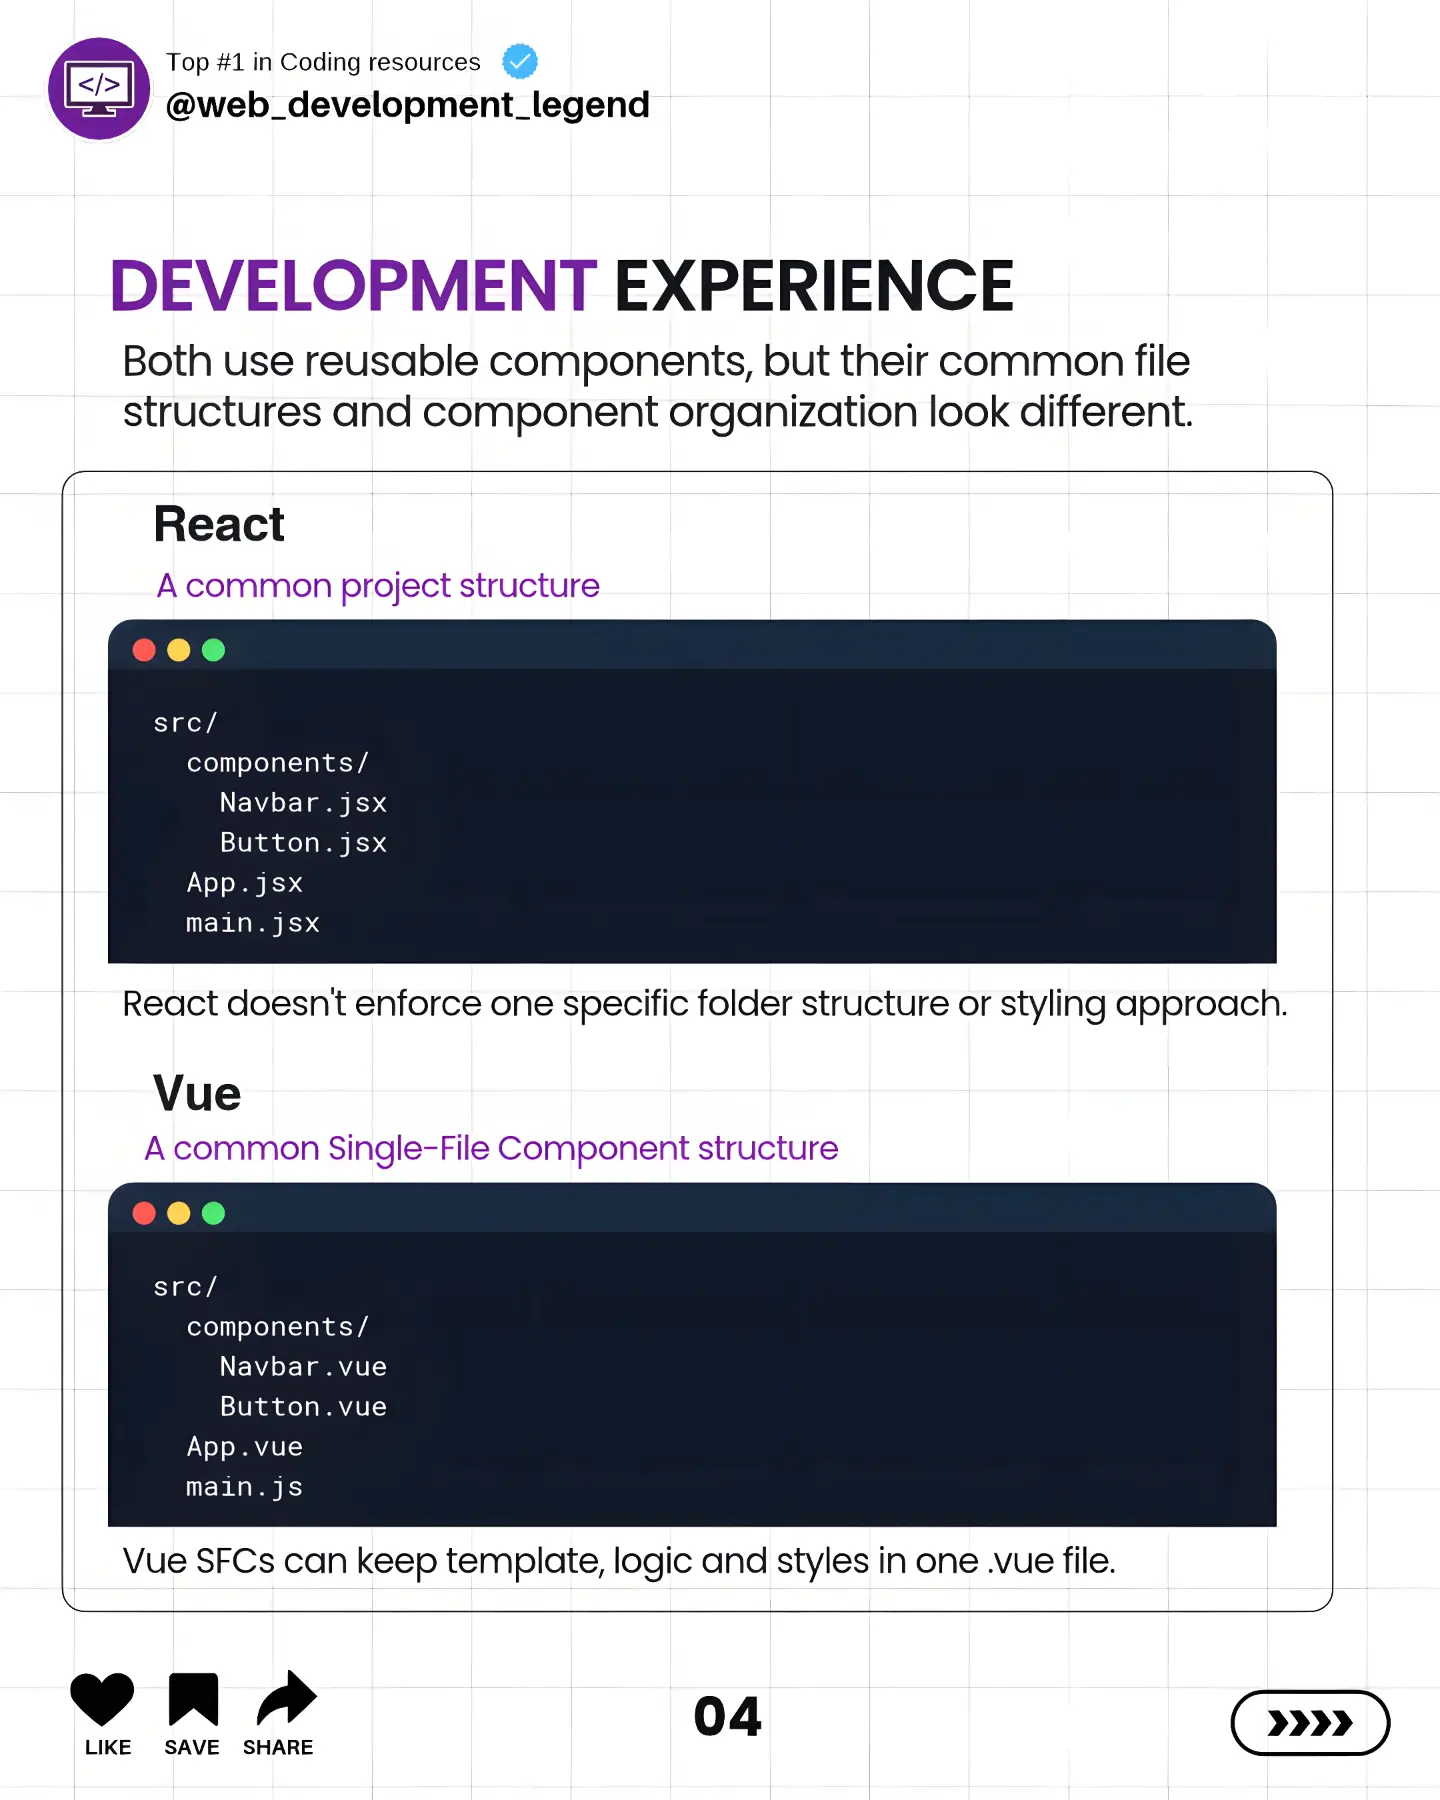 </>
Top #1 in Coding resources
@web_development_legend
DEVELOPMENT EXPERIENCE
Both use reusable components, but their common file
structures and component organization look different.
React
A common project structure
src/
  components/
    Navbar.jsx
    Button.jsx
  App.jsx
  main.jsx
React doesn't enforce one specific folder structure or styling approach.
Vue
A common Single-File Component structure
src/
  components/
    Navbar.vue
    Button.vue
  App.vue
  main.js
Vue SFCs can keep template, logic and styles in one .vue file.
LIKE SAVE SHARE
04